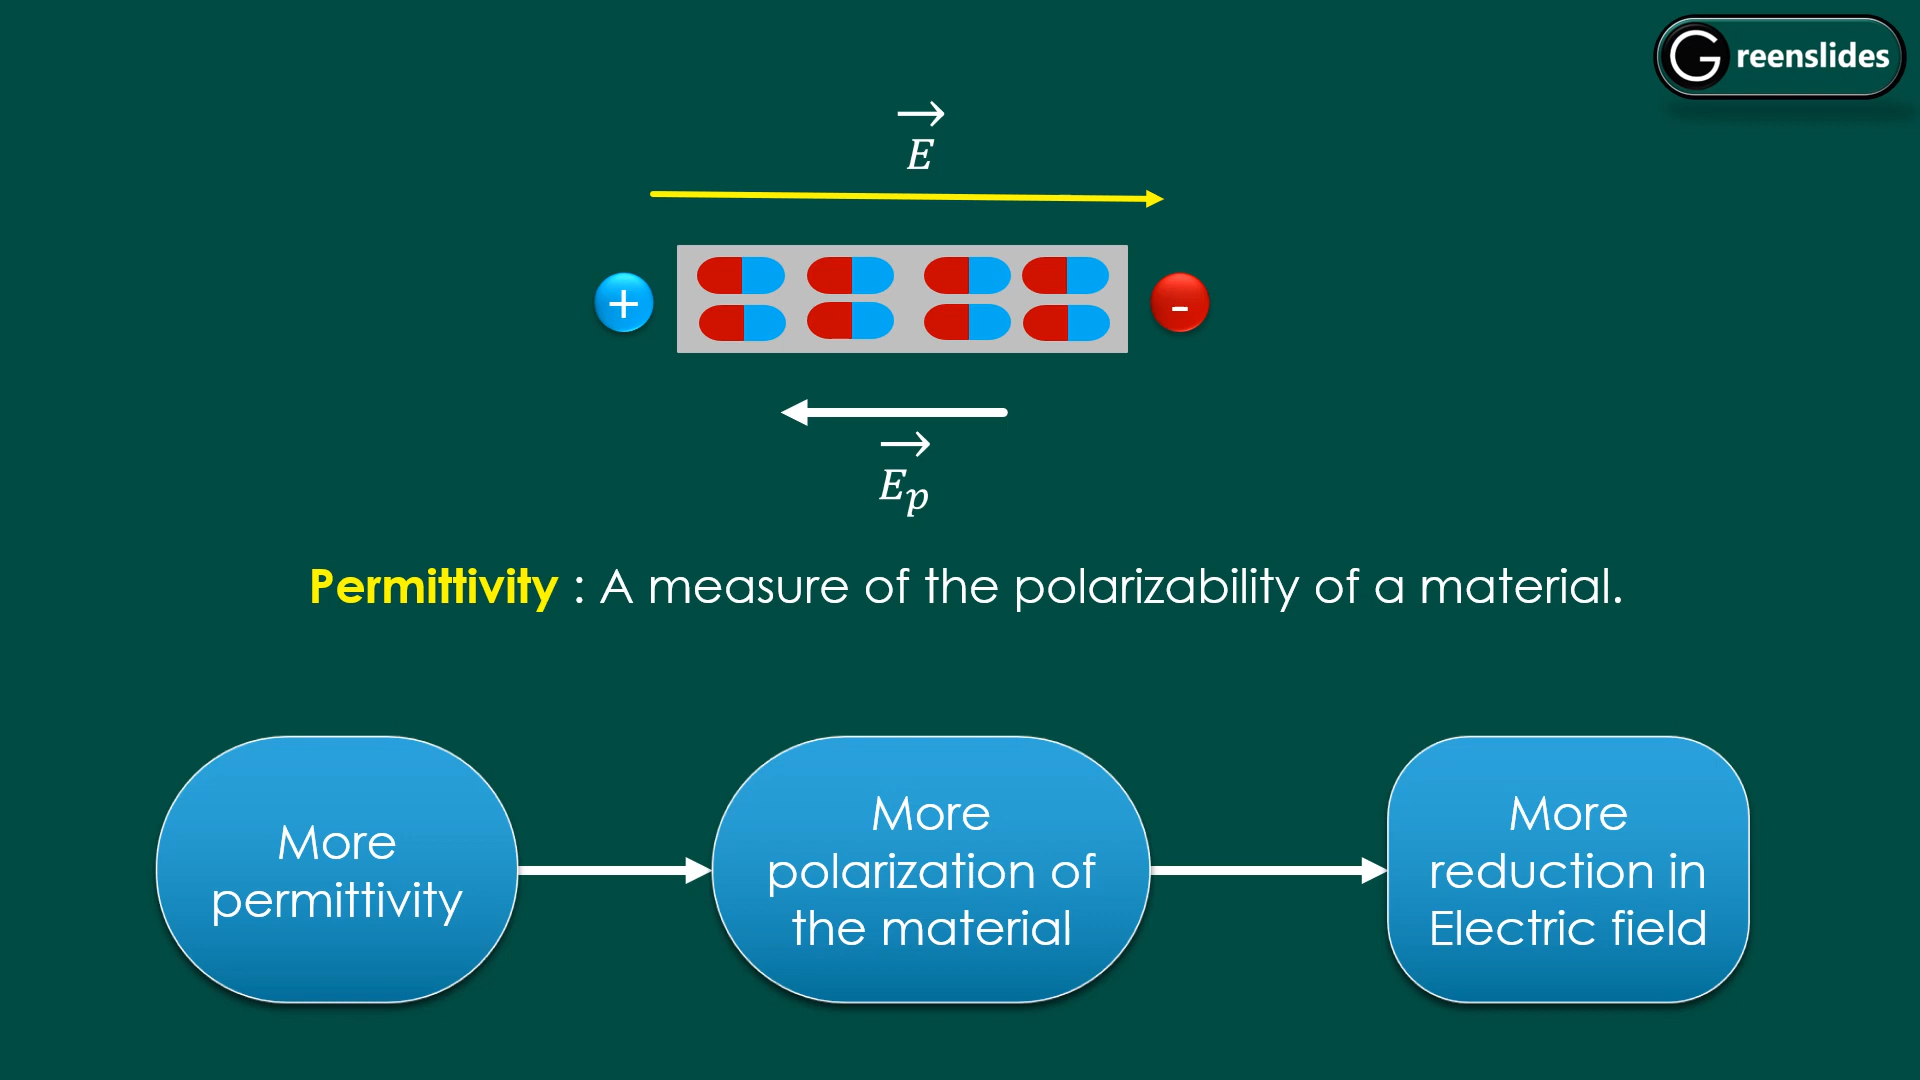 Greenslides
E
+
-
Eₚ
Permittivity : A measure of the polarizability of a material.
More
permittivity
More
polarization of
the material
More
reduction in
Electric field